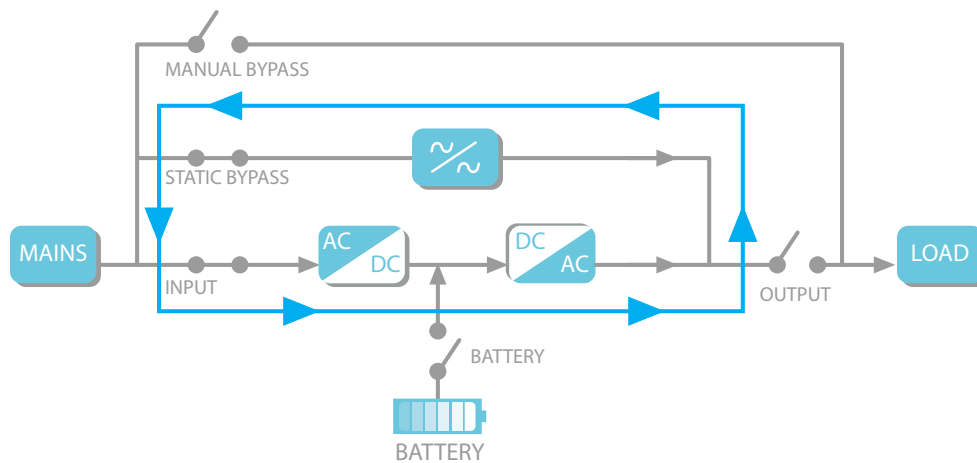 MANUAL BYPASS
STATIC BYPASS
MAINS
AC
DC
DC
AC
LOAD
INPUT
OUTPUT
BATTERY
BATTERY